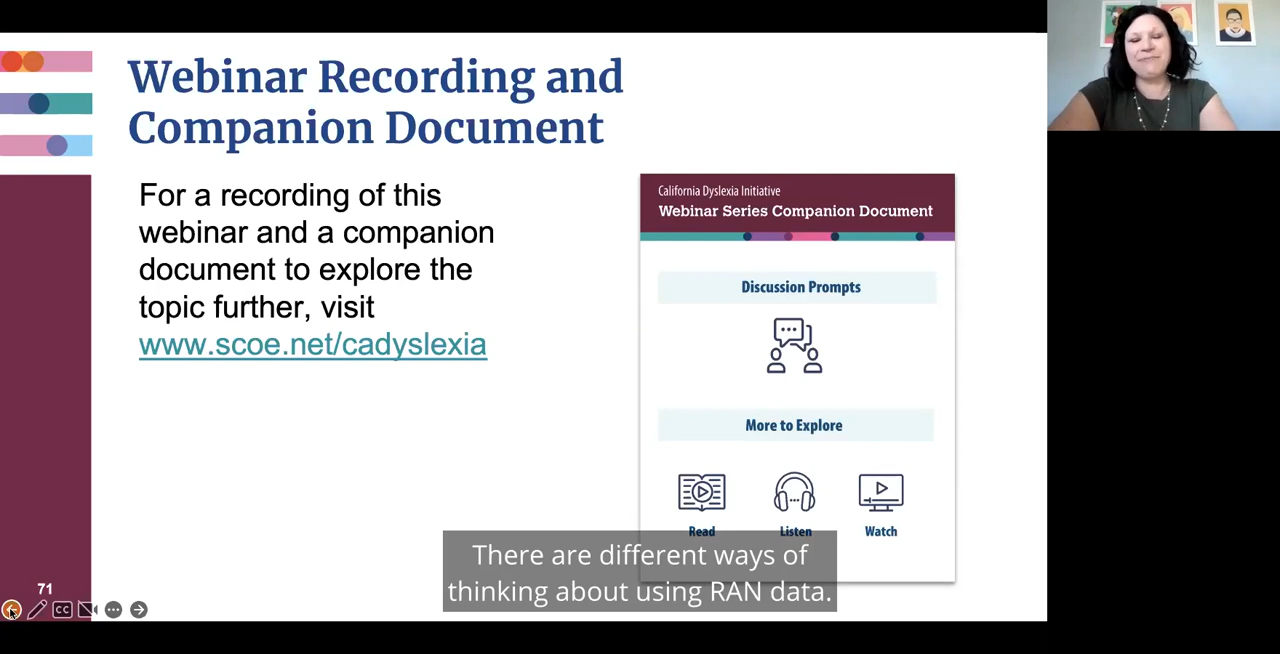 Webinar Recording and
Companion Document
For a recording of this
webinar and a companion
document to explore the
topic further, visit
www.scoe.net/cadyslexia
California Dyslexia Initiative
Webinar Series Companion Document
Discussion Prompts
More to Explore
Read Listen Watch
There are different ways of
thinking about using RAN data.
71
CC